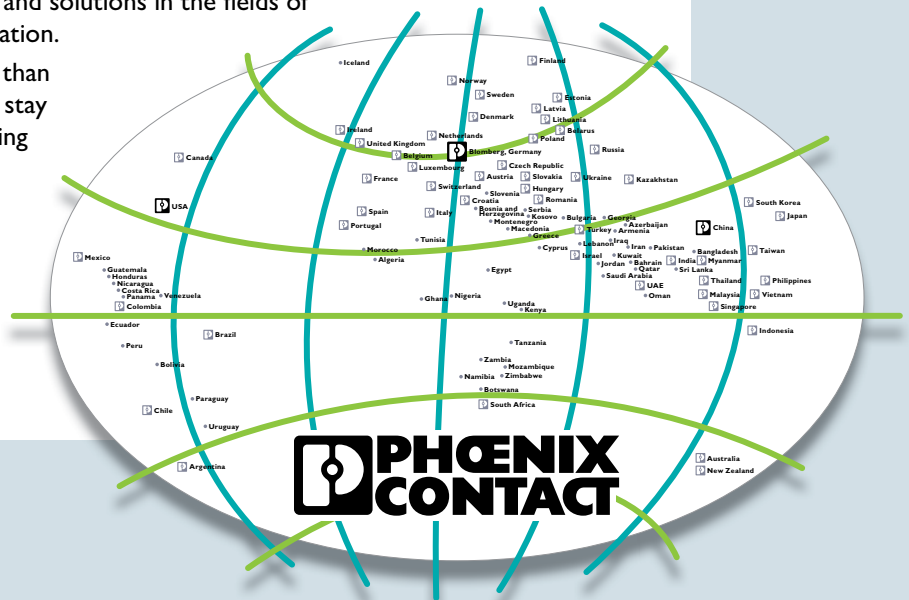 and solutions in the fields of
ation.
than
stay
ing
Iceland
Finland
Norway
Sweden
Estonia
Latvia
Denmark
Lithuania
Ireland
Netherlands
Belarus
United Kingdom
Poland
Belgium
Blomberg, Germany
Russia
Canada
Luxembourg
Czech Republic
France
Austria
Slovakia
Ukraine
Kazakhstan
Switzerland
Hungary
Slovenia
USA
Croatia
Romania
South Korea
Spain
Italy
Bosnia and
Herzegovina
Serbia
Kosovo
Bulgaria
Georgia
Japan
Portugal
Montenegro
Azerbaijan
Macedonia
Turkey
Armenia
China
Tunisia
Greece
Iraq
Morocco
Cyprus
Lebanon
Iran
Pakistan
Bangladesh
Taiwan
Mexico
Algeria
Israel
Kuwait
India
Myanmar
Guatemala
Egypt
Jordan
Bahrain
Honduras
Qatar
Sri Lanka
Nicaragua
Saudi Arabia
Thailand
Philippines
Costa Rica
UAE
Panama
Venezuela
Ghana
Nigeria
Oman
Malaysia
Vietnam
Colombia
Uganda
Singapore
Kenya
Ecuador
Brazil
Indonesia
Peru
Tanzania
Bolivia
Zambia
Mozambique
Namibia
Zimbabwe
Botswana
Paraguay
Chile
South Africa
Uruguay
Argentina
Australia
New Zealand
PHŒNIX
CONTACT